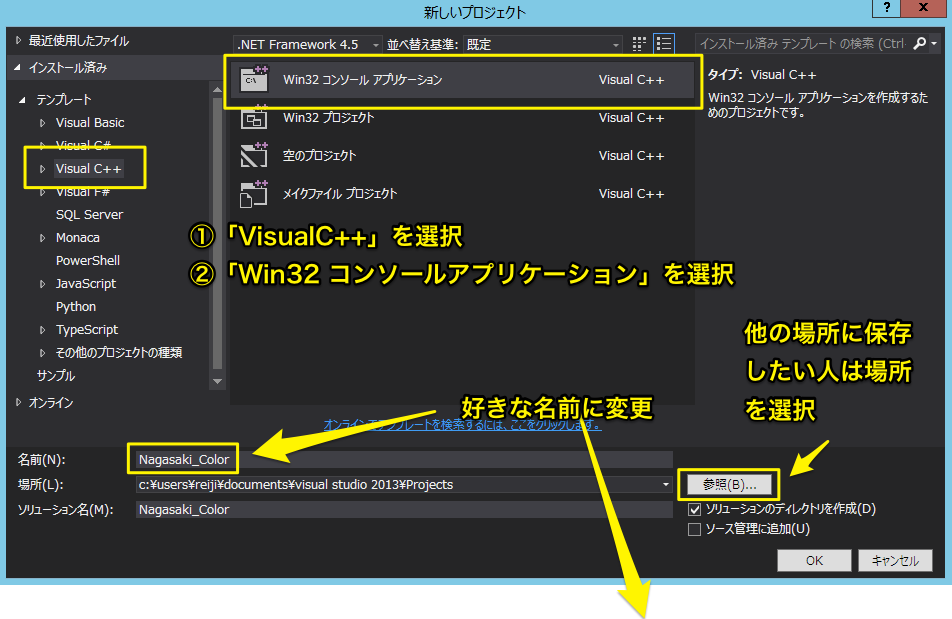 新しいプロジェクト
?
x
最近使用したファイル
.NET Framework 4.5
並べ替え基準:
既定
インストール済み テンプレート の検索 (Ctrl-
インストール済み
テンプレート
Visual Basic
Visual C#
Visual C++
Visual F#
SQL Server
Monaca
PowerShell
JavaScript
Python
TypeScript
その他のプロジェクトの種類
サンプル
オンライン
Win32 コンソール アプリケーション Visual C++
Win32 プロジェクト Visual C++
空のプロジェクト Visual C++
メイクファイル プロジェクト Visual C++
タイプ: Visual C++
Win32 コンソール アプリケーションを作成するた
めのプロジェクトです。
①「VisualC++」を選択
②「Win32 コンソールアプリケーション」を選択
他の場所に保存
したい人は場所
を選択
好きな名前に変更
オンラインでテンプレートを検索するには、ここをクリックします。
名前(N): Nagasaki_Color
場所(L): c:¥users¥reiji¥documents¥visual studio 2013¥Projects
参照(B)...
ソリューション名(M): Nagasaki_Color
ソリューションのディレクトリを作成(D)
ソース管理に追加(U)
OK
キャンセル